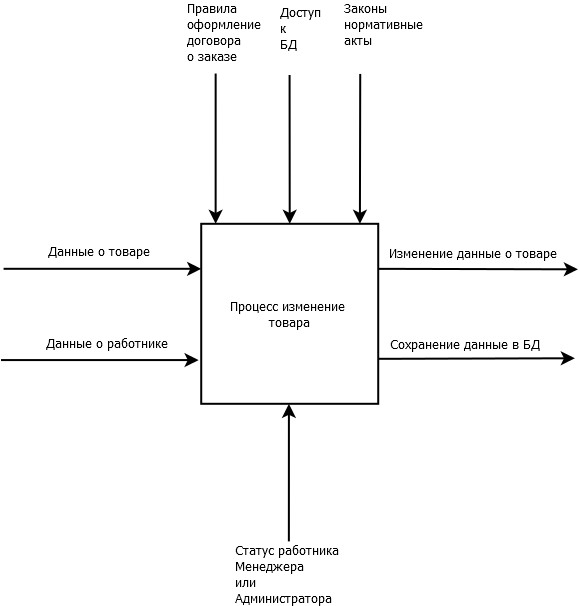 Правила
оформление
договора
о заказе
Доступ
к
БД
Законы
нормативные
акты
Данные о товаре
Изменение данные о товаре
Процесс изменение
товара
Данные о работнике
Сохранение данные в БД
Статус работника
Менеджера
или
Администратора